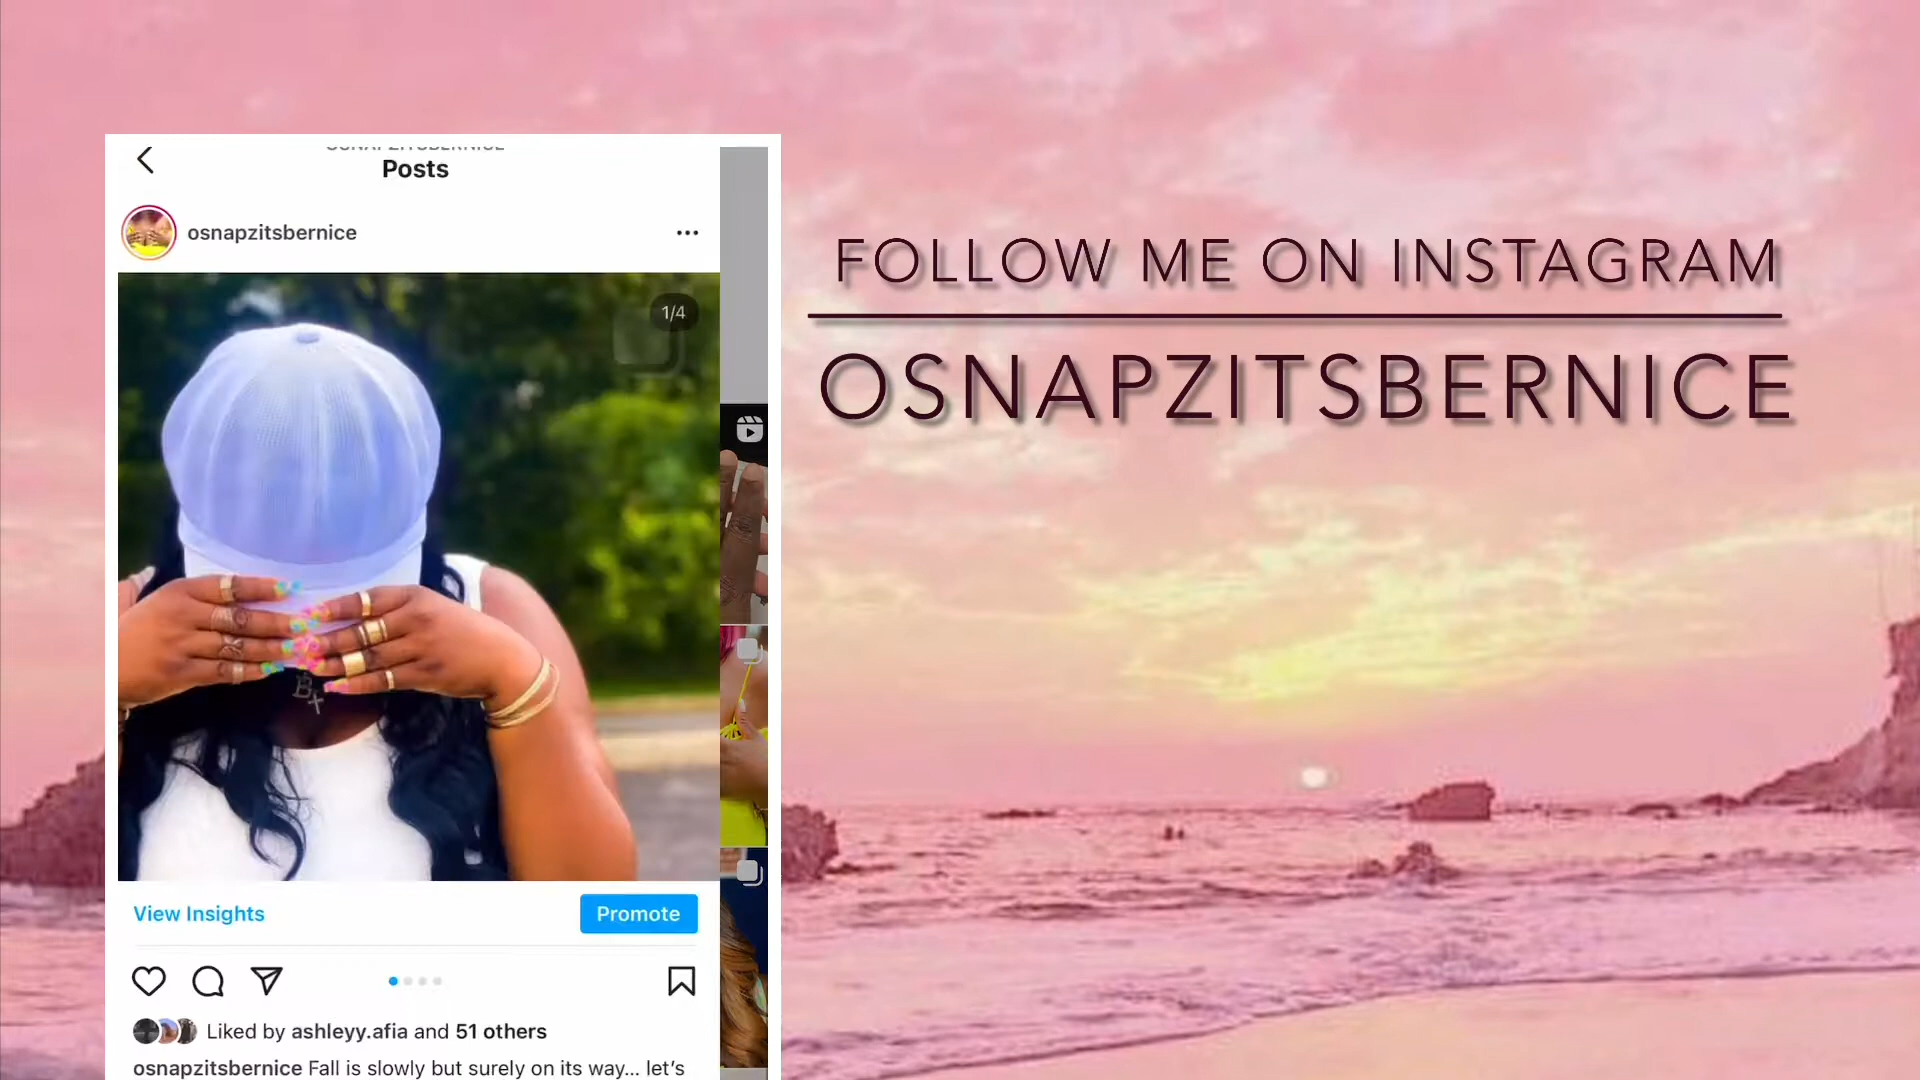 OSNAPZITSBERNICE
Posts
osnapzitsbernice
1/4
B
View Insights
Promote
Liked by ashleyy.afia and 51 others
osnapzitsbernice Fall is slowly but surely on its way... let's
FOLLOW ME ON INSTAGRAM
OSNAPZITSBERNICE